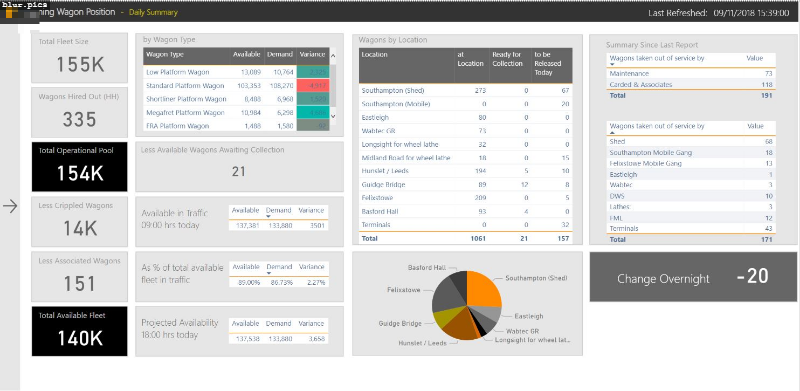 blur.pics
ning Wagon Position - Daily Summary
Last Refreshed: 09/11/2018 15:39:00
Total Fleet Size
155K
Wagons Hired Out (HH)
335
Total Operational Pool
154K
Less Crippled Wagons
14K
Less Associated Wagons
151
Total Available Fleet
140K
by Wagon Type
Wagon Type Available Demand Variance
Low Platform Wagon 13,089 10,764
Standard Platform Wagon 103,353 108,270
Shortliner Platform Wagon 8,488 6,968
Megafret Platform Wagon 10,984 6,298
FRA Platform Wagon 1,488 1,580
Less Available Wagons Awaiting Collection
21
Available in Traffic
09:00 hrs today
Available Demand Variance
137,381 133,880 3501
As % of total available
fleet in traffic
Available Demand Variance
89.00% 86.73% 2.27%
Projected Availability
18:00 hrs today
Available Demand Variance
137,538 133,880 3,658
Wagons by Location
Location at Location Ready for Collection to be Released Today
Southampton (Shed) 273 0 67
Southampton (Mobile) 0 0 20
Eastleigh 80 0 0
Wabtec GR 73 0 0
Longsight for wheel lathe 32 0 0
Midland Road for wheel lathe 18 0 15
Hunslet / Leeds 194 5 10
Guidge Bridge 89 12 8
Felixstowe 209 0 5
Basford Hall 93 4 0
Terminals 0 0 32
Total 1061 21 157
Basford Hall
Southampton (Shed)
Felixstowe
Eastleigh
Guidge Bridge
Wabtec GR
Hunslet / Leeds
Longsight for wheel lat...
Summary Since Last Report
Wagons taken out of service by Value
Maintenance 73
Carded & Associates 118
Total 191
Wagons taken out of service by Value
Shed 68
Southampton Mobile Gang 18
Felixstowe Mobile Gang 13
Eastleigh 1
Wabtec 3
DWS 10
Lathes 3
FML 12
Terminals 43
Total 171
Change Overnight -20